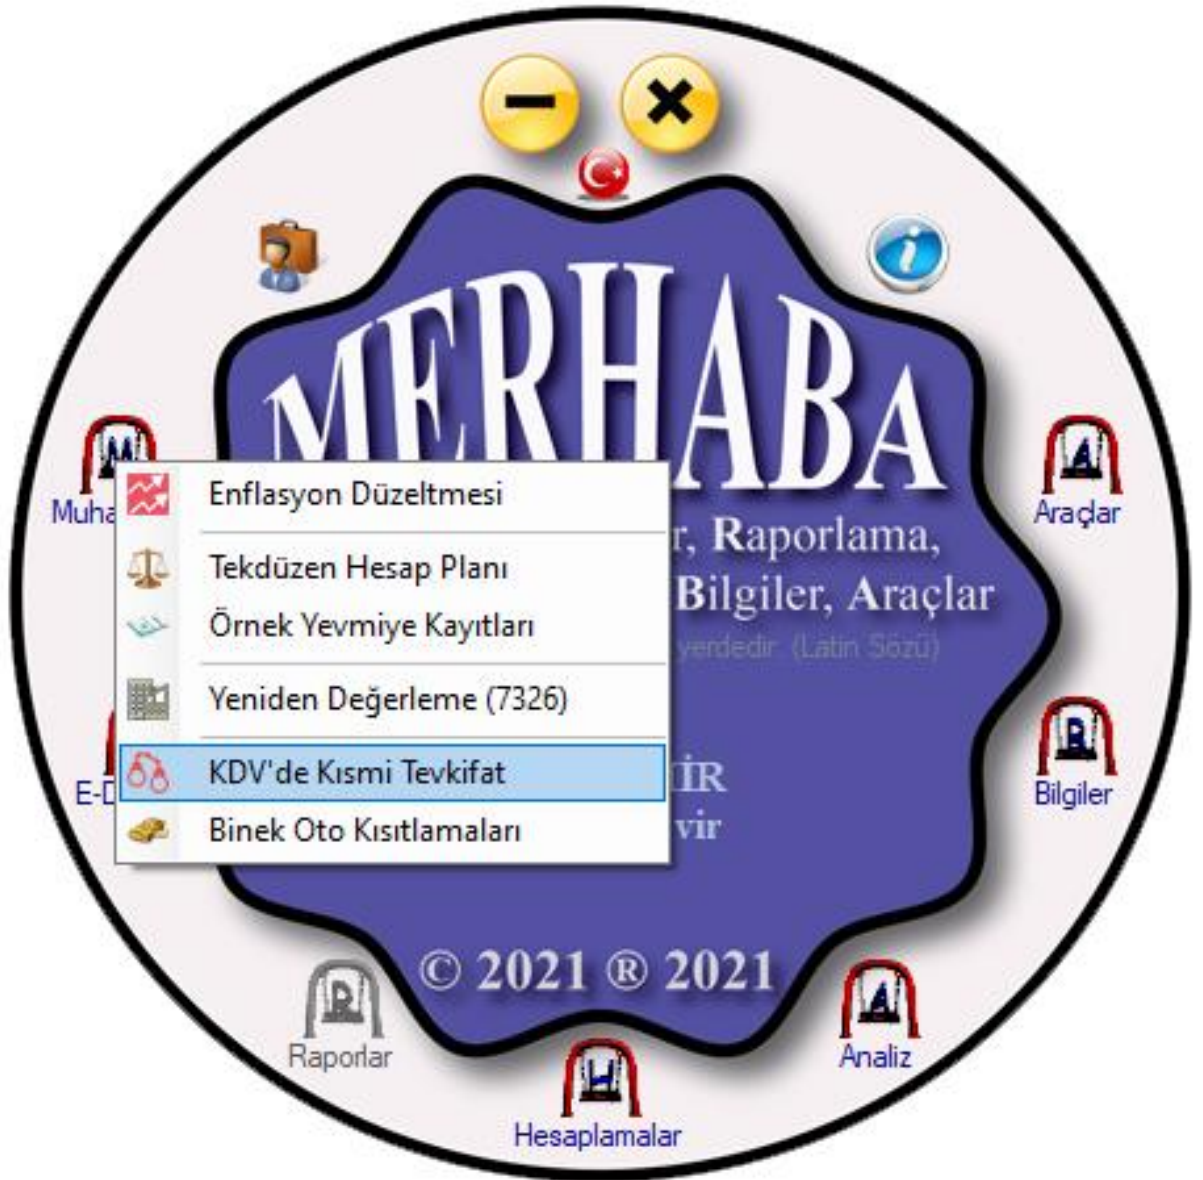 MERHABA
Raporlama,
Bilgiler, Araçlar
yerdedir. (Latin Sözü)
İR
vir
© 2021 ® 2021
Enflasyon Düzeltmesi
Tekdüzen Hesap Planı
Örnek Yevmiye Kayıtları
Yeniden Değerleme (7326)
KDV'de Kısmi Tevkifat
Binek Oto Kısıtlamaları
Muha
E-D
Raporlar
Hesaplamalar
Analiz
Bilgiler
Araçlar